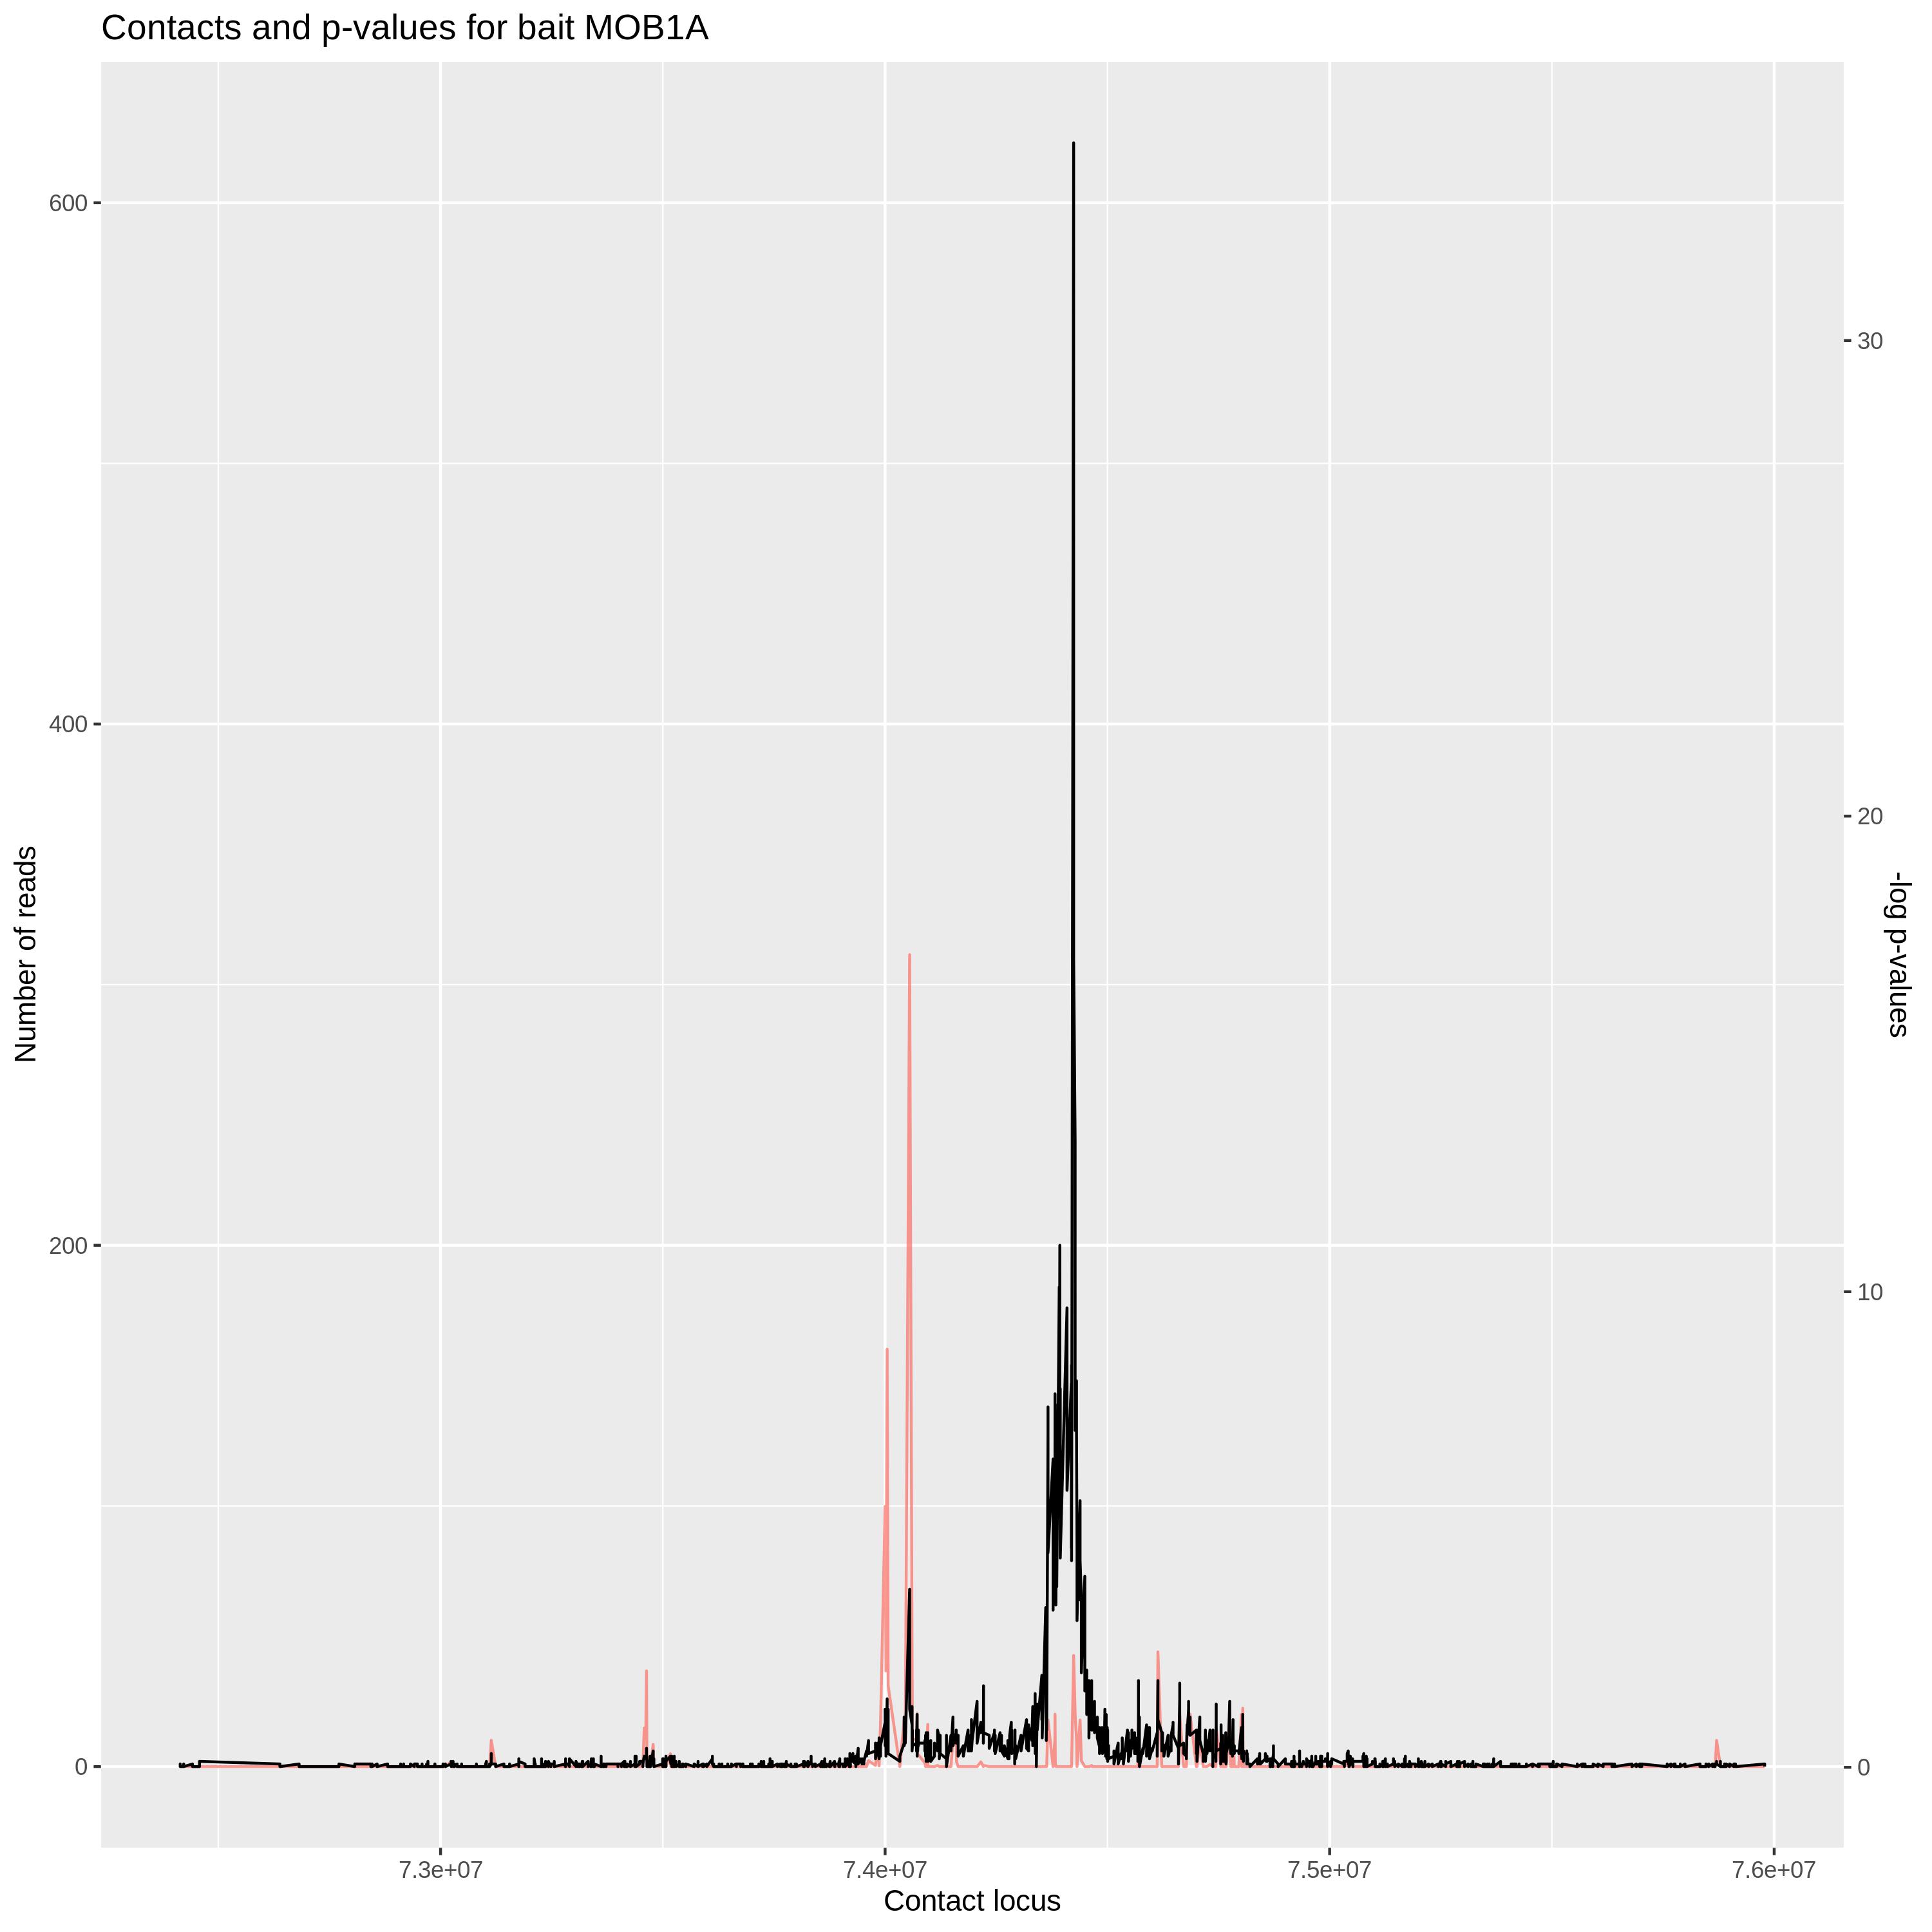 Contacts and p-values for bait MOB1A
600
400
200
0
Number of reads
30
20
10
0
-log p-values
7.3e+07
7.4e+07
7.5e+07
7.6e+07
Contact locus